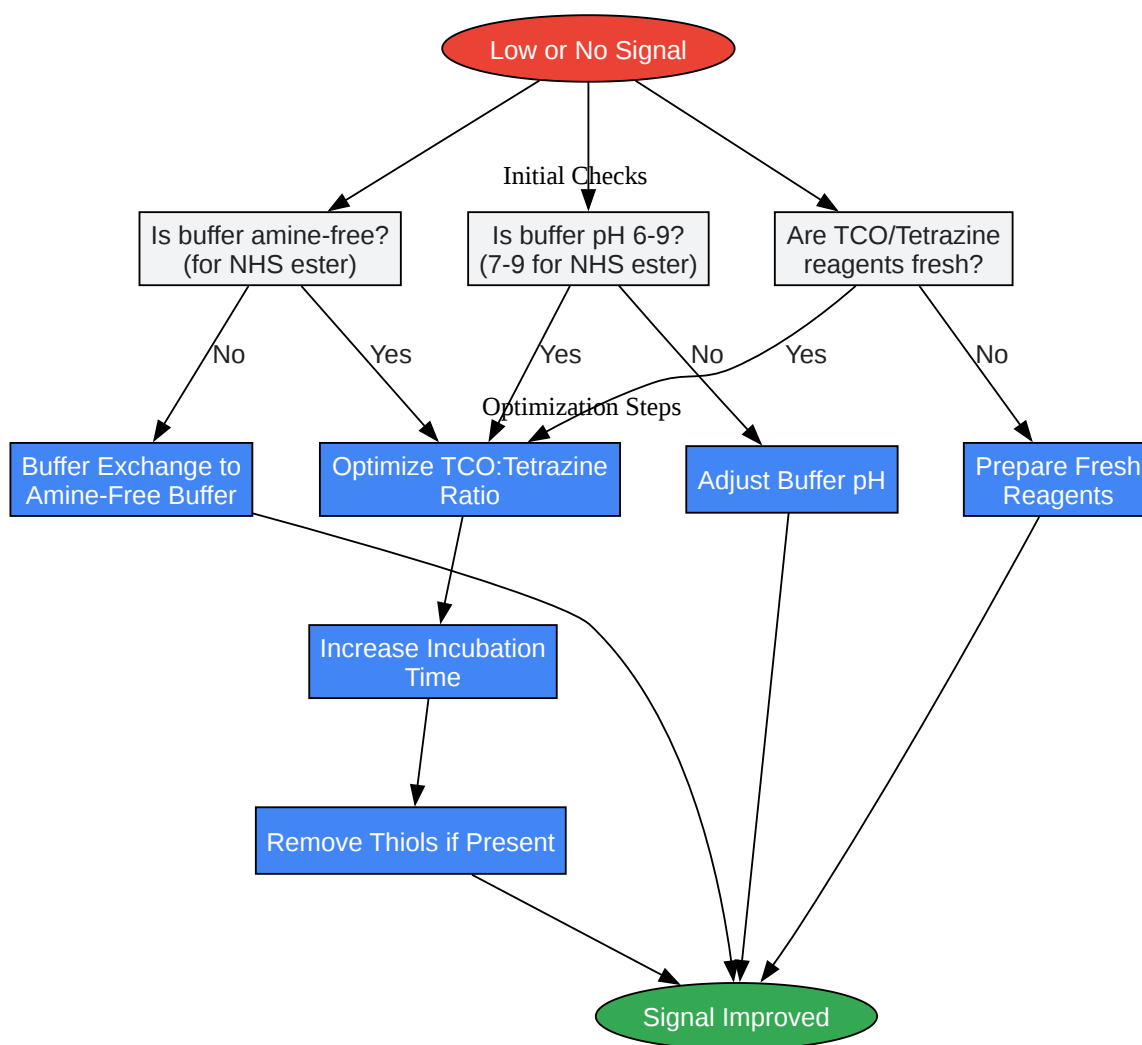 Low or No Signal
Initial Checks
Is buffer amine-free?
(for NHS ester)
Is buffer pH 6-9?
(7-9 for NHS ester)
Are TCO/Tetrazine
reagents fresh?
No
Yes
Yes
No
Yes
No
Optimization Steps
Buffer Exchange to
Amine-Free Buffer
Optimize TCO:Tetrazine
Ratio
Adjust Buffer pH
Prepare Fresh
Reagents
Increase Incubation
Time
Remove Thiols if Present
Signal Improved